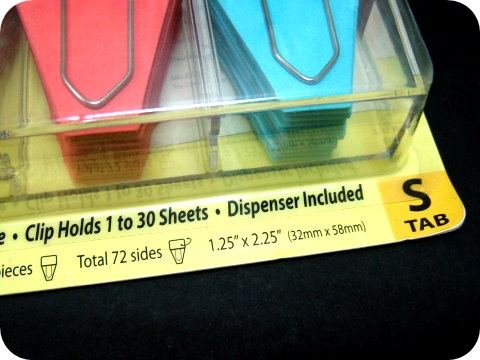 e • Clip Holds 1 to 30 Sheets • Dispenser Included
S
TAB
ieces Total 72 sides 1.25" x 2.25" (32mm x 58mm)